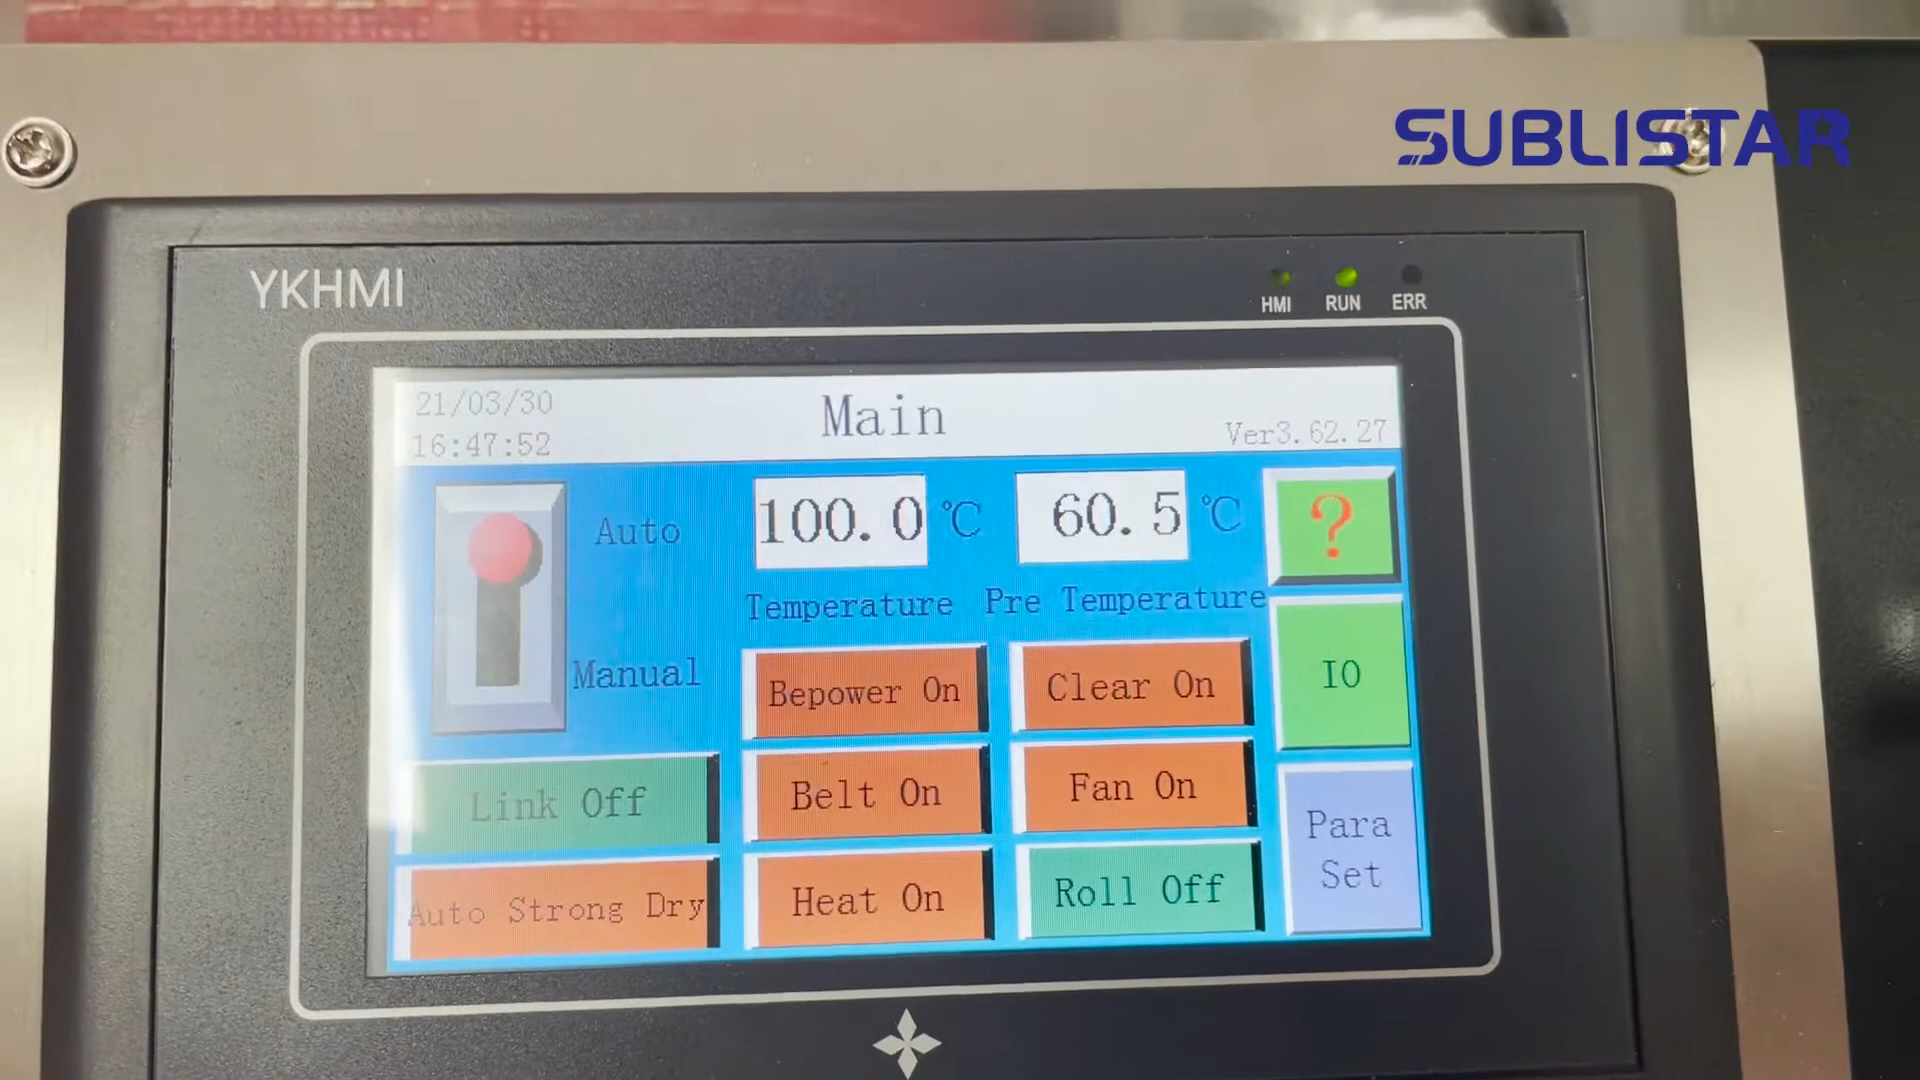 SUBLISTAR
YKHMI
HMI RUN ERR
21/03/30
16:47:52
Main
Ver3.62.27
Auto
Manual
100.0 ℃
60.5 ℃
Temperature
Pre Temperature
?
Bepower On
Clear On
IO
Link Off
Belt On
Fan On
Para
Set
Auto Strong Dry
Heat On
Roll Off